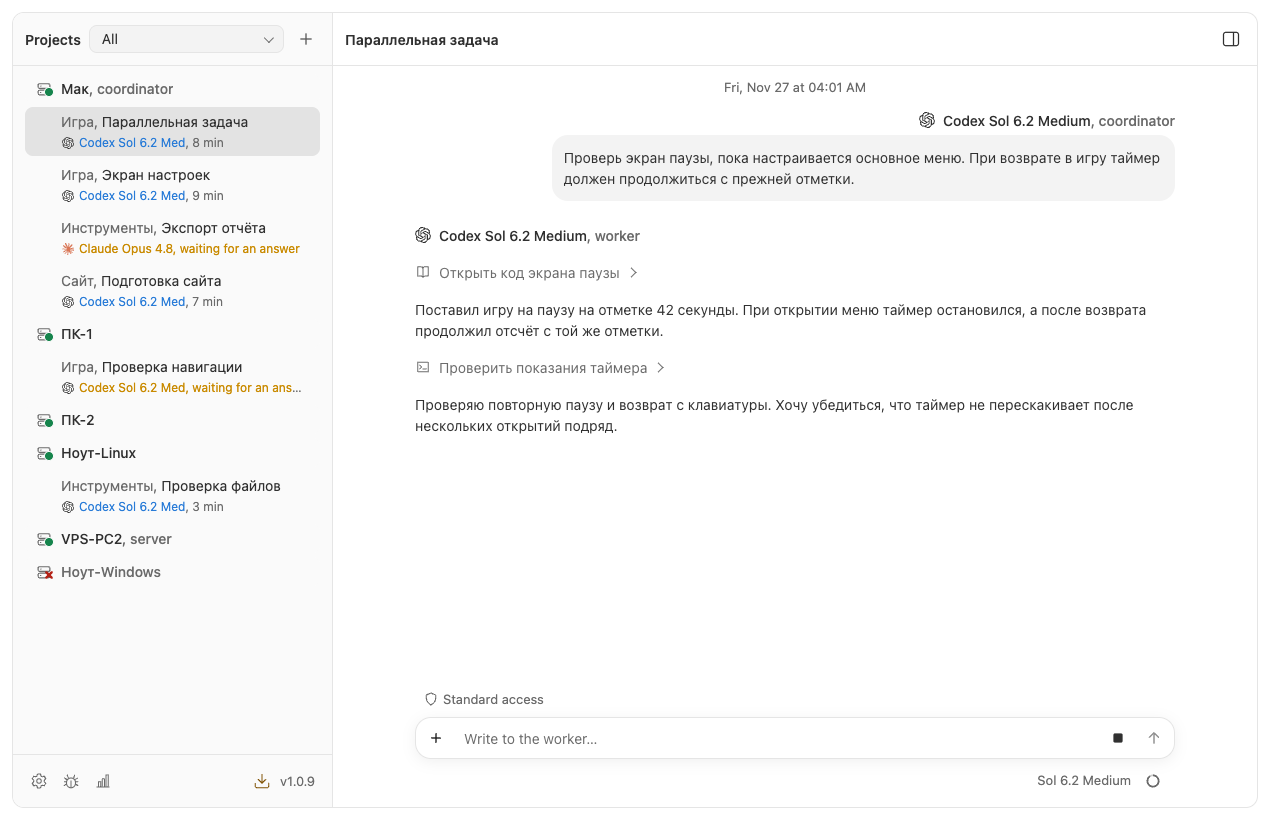 Projects
All
Мак, coordinator
Игра, Параллельная задача
Codex Sol 6.2 Med, 8 min
Игра, Экран настроек
Codex Sol 6.2 Med, 9 min
Инструменты, Экспорт отчёта
Claude Opus 4.8, waiting for an answer
Сайт, Подготовка сайта
Codex Sol 6.2 Med, 7 min
ПК-1
Игра, Проверка навигации
Codex Sol 6.2 Med, waiting for an ans...
ПК-2
Ноут-Linux
Инструменты, Проверка файлов
Codex Sol 6.2 Med, 3 min
VPS-PC2, server
Ноут-Windows
v1.0.9
Параллельная задача
Fri, Nov 27 at 04:01 AM
Codex Sol 6.2 Medium, coordinator
Проверь экран паузы, пока настраивается основное меню. При возврате в игру таймер
должен продолжиться с прежней отметки.
Codex Sol 6.2 Medium, worker
Открыть код экрана паузы
Поставил игру на паузу на отметке 42 секунды. При открытии меню таймер остановился, а после возврата
продолжил отсчёт с той же отметки.
Проверить показания таймера
Проверяю повторную паузу и возврат с клавиатуры. Хочу убедиться, что таймер не перескакивает после
нескольких открытий подряд.
Standard access
Write to the worker...
Sol 6.2 Medium